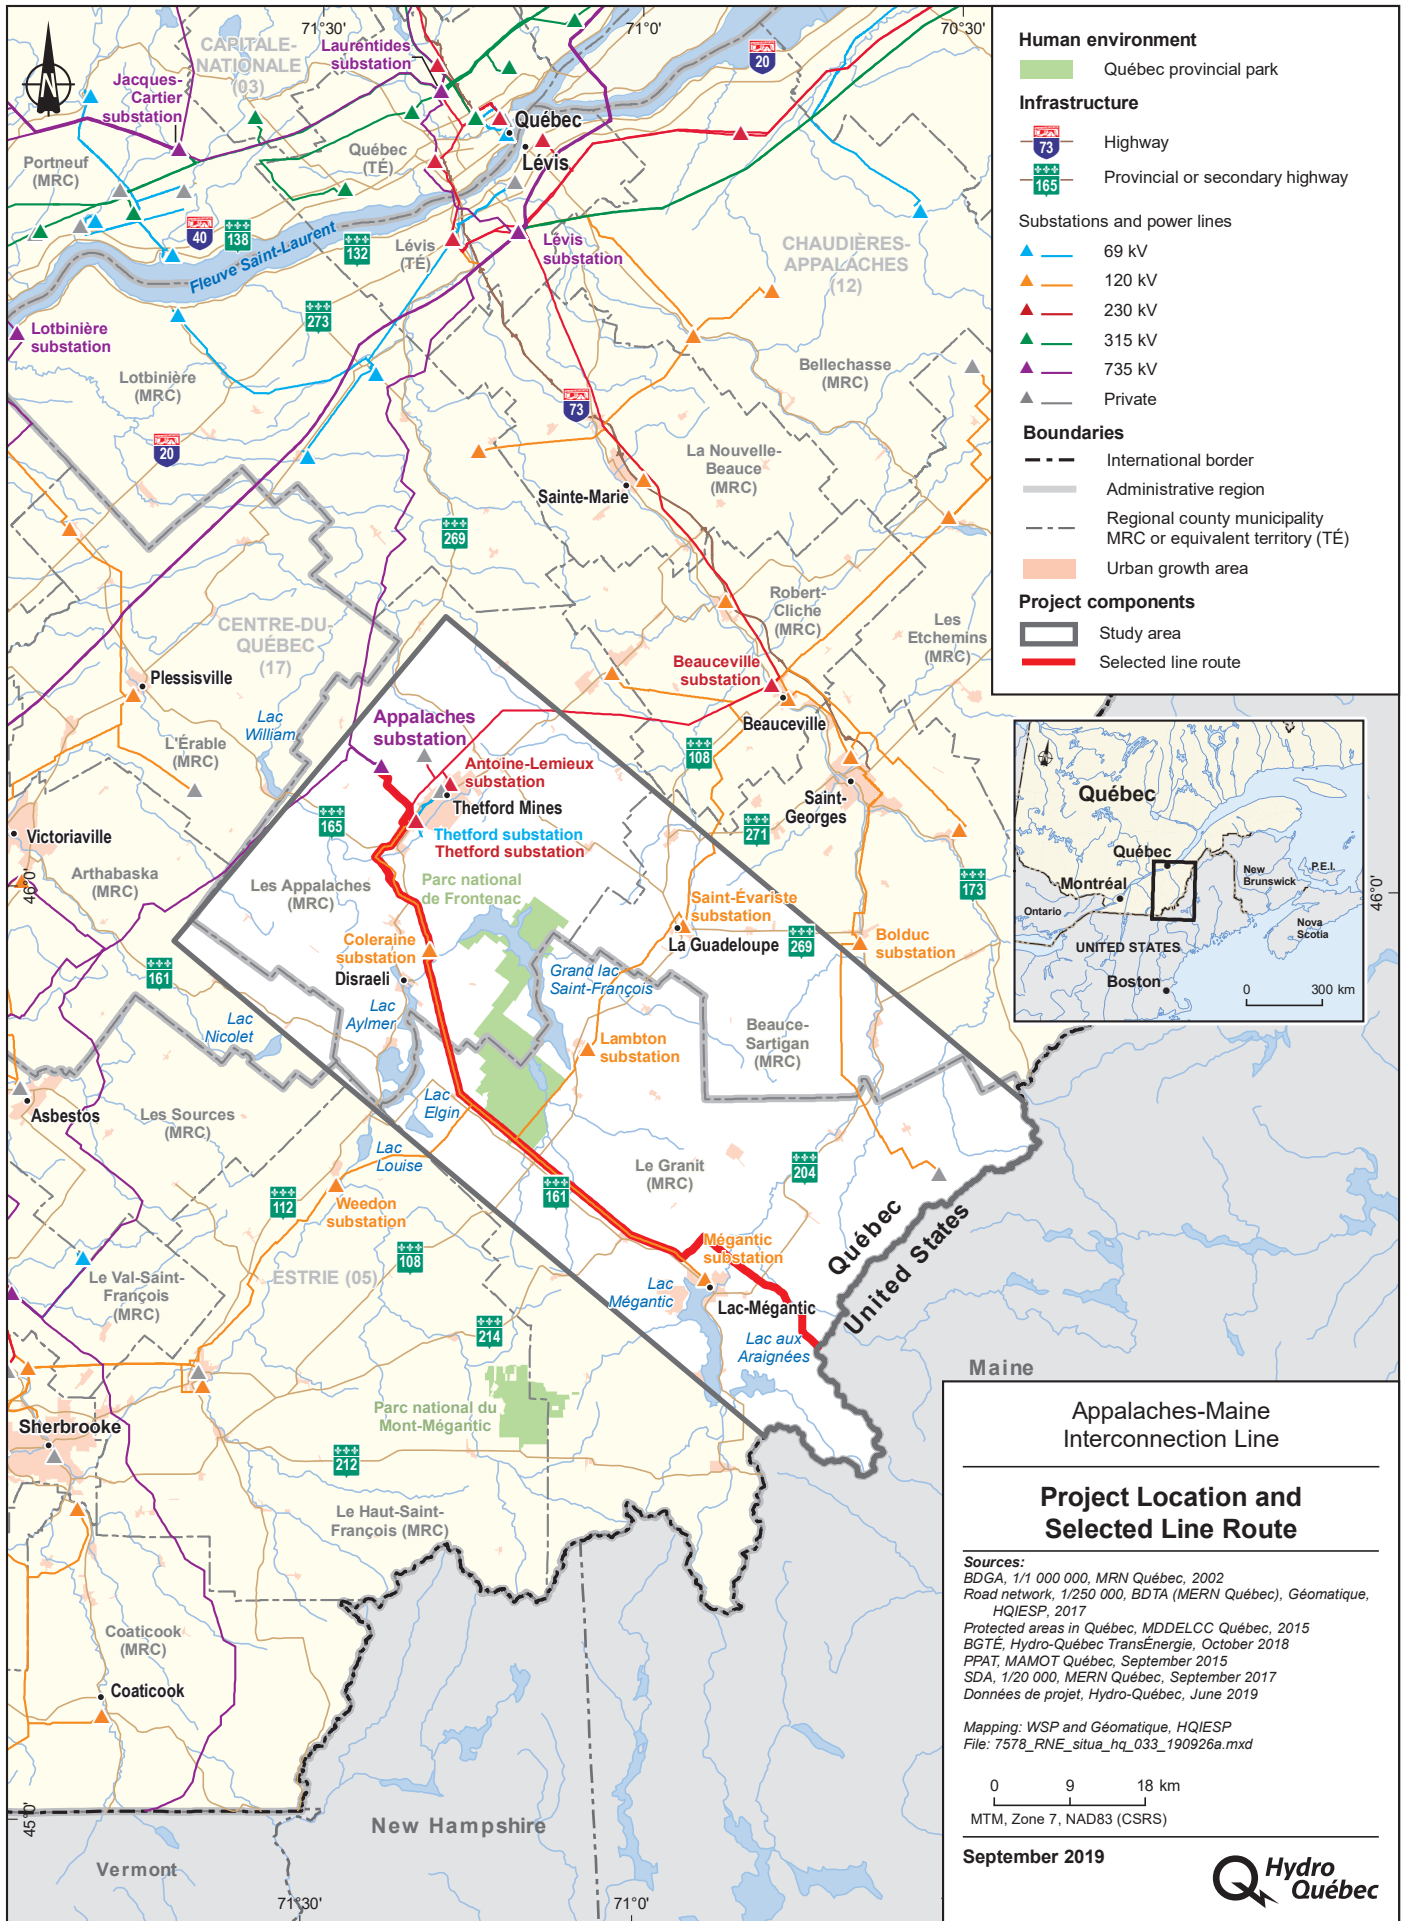 71°30'
71°0'
70°30'
CAPITALE-
NATIONALE
(03)
Laurentides
substation
20
Jacques-
Cartier
substation
Québec
Lévis
Portneuf
(MRC)
Québec
(TÉ)
40
138
132
Fleuve Saint-Laurent
Lévis
(TÉ)
Lévis
substation
CHAUDIÈRES-
APPALACHES
(12)
273
Lotbinière
substation
Lotbinière
(MRC)
Bellechasse
(MRC)
73
20
La Nouvelle-
Beauce
(MRC)
Sainte-Marie
269
Robert-
Cliche
(MRC)
Les
Etchemins
(MRC)
CENTRE-DU-
QUÉBEC
(17)
Plessisville
Beauceville
substation
Beauceville
Lac
William
L'Érable
(MRC)
Appalaches
substation
108
Antoine-Lemieux
substation
Thetford Mines
Saint-
Georges
Victoriaville
165
Thetford substation
Thetford substation
271
Arthabaska
(MRC)
46°0'
46°0'
Les Appalaches
(MRC)
Parc national
de Frontenac
173
Saint-Évariste
substation
La Guadeloupe
269
Bolduc
substation
Coleraine
substation
Disraeli
161
Grand lac
Saint-François
Lac
Aylmer
Lac
Nicolet
Beauce-
Sartigan
(MRC)
Lambton
substation
Asbestos
Les Sources
(MRC)
Lac
Elgin
Lac
Louise
Le Granit
(MRC)
204
161
112
Weedon
substation
Québec
United States
Mégantic
substation
108
ESTRIE (05)
Le Val-Saint-
François
(MRC)
Lac
Mégantic
Lac-Mégantic
214
Lac aux
Araignées
Maine
Parc national du
Mont-Mégantic
Sherbrooke
212
Le Haut-Saint-
François (MRC)
Coaticook
(MRC)
Coaticook
45°0'
New Hampshire
Vermont
71°30'
71°0'
Human environment
Québec provincial park
Infrastructure
73
Highway
165
Provincial or secondary highway
Substations and power lines
69 kV
120 kV
230 kV
315 kV
735 kV
Private
Boundaries
International border
Administrative region
Regional county municipality
MRC or equivalent territory (TÉ)
Urban growth area
Project components
Study area
Selected line route
Québec
Québec
Montréal
New
Brunswick
P.E.I.
Ontario
Nova
Scotia
UNITED STATES
Boston
0 300 km
Appalaches-Maine
Interconnection Line
Project Location and
Selected Line Route
Sources:
BDGA, 1/1 000 000, MRN Québec, 2002
Road network, 1/250 000, BDTA (MERN Québec), Géomatique,
HQIESP, 2017
Protected areas in Québec, MDDELCC Québec, 2015
BGTÉ, Hydro-Québec TransÉnergie, October 2018
PPAT, MAMOT Québec, September 2015
SDA, 1/20 000, MERN Québec, September 2017
Données de projet, Hydro-Québec, June 2019
Mapping: WSP and Géomatique, HQIESP
File: 7578_RNE_situa_hq_033_190926a.mxd
0 9 18 km
MTM, Zone 7, NAD83 (CSRS)
September 2019
Hydro
Québec